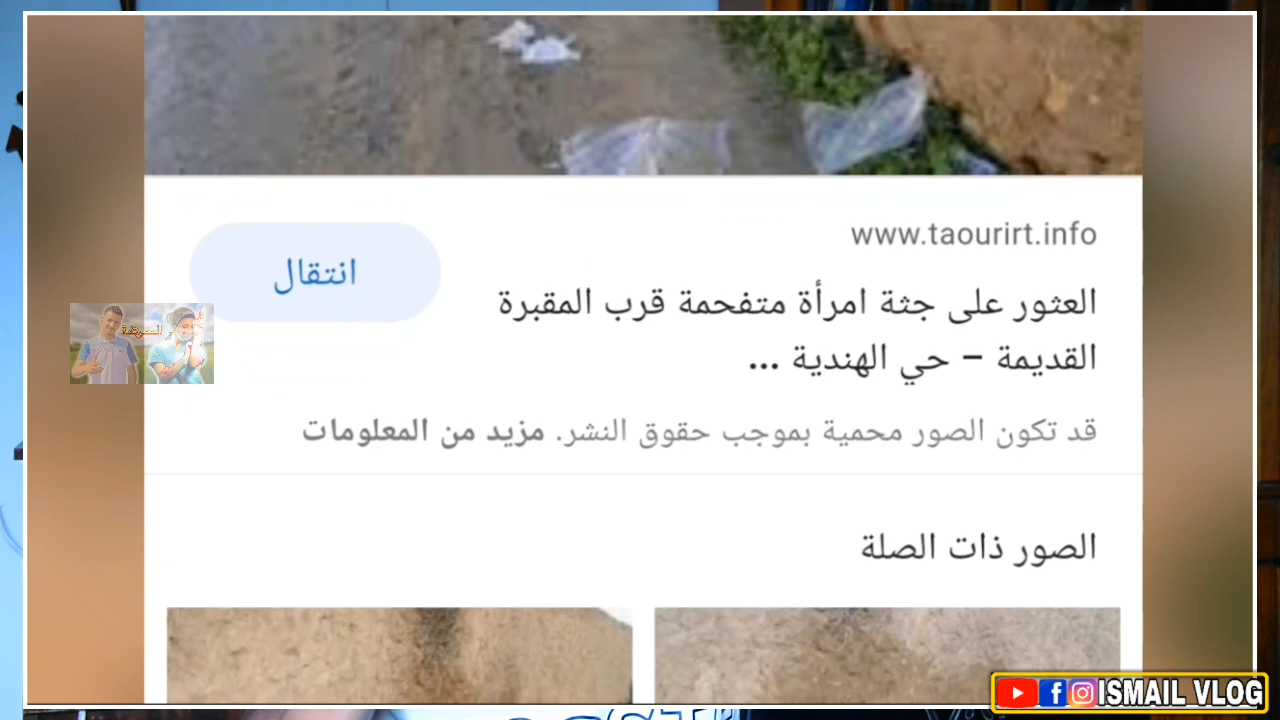 www.taourirt.info
انتقال
العثور على جثة امرأة متفحمة قرب المقبرة
القديمة – حي الهندية ...
قد تكون الصور محمية بموجب حقوق النشر. مزيد من المعلومات
الصور ذات الصلة
ISMAIL VLOG